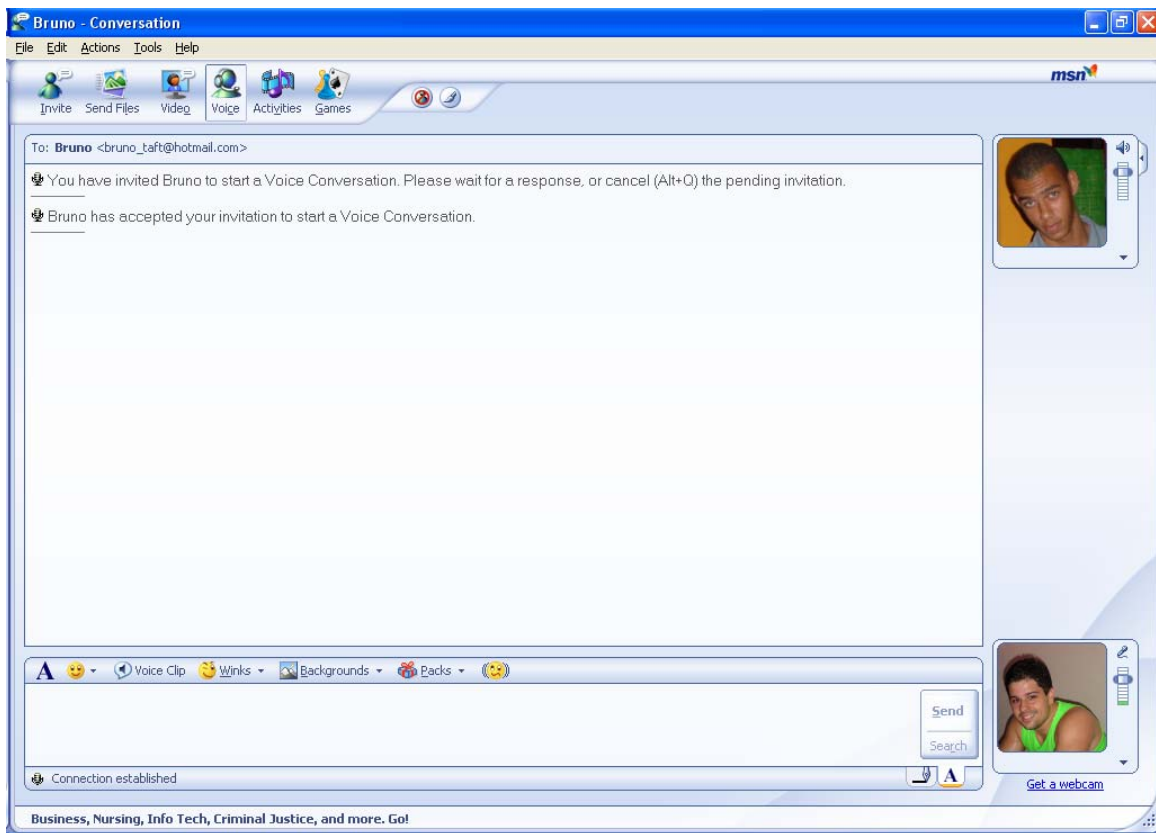 Bruno - Conversation
File Edit Actions Tools Help
msn
Invite Send Files Video Voice Activities Games
To: Bruno <bruno_taft@hotmail.com>
You have invited Bruno to start a Voice Conversation. Please wait for a response, or cancel (Alt+Q) the pending invitation.
Bruno has accepted your invitation to start a Voice Conversation.
A Voice Clip Winks Backgrounds Packs
Send
Search
Connection established
A
Get a webcam
Business, Nursing, Info Tech, Criminal Justice, and more. Go!